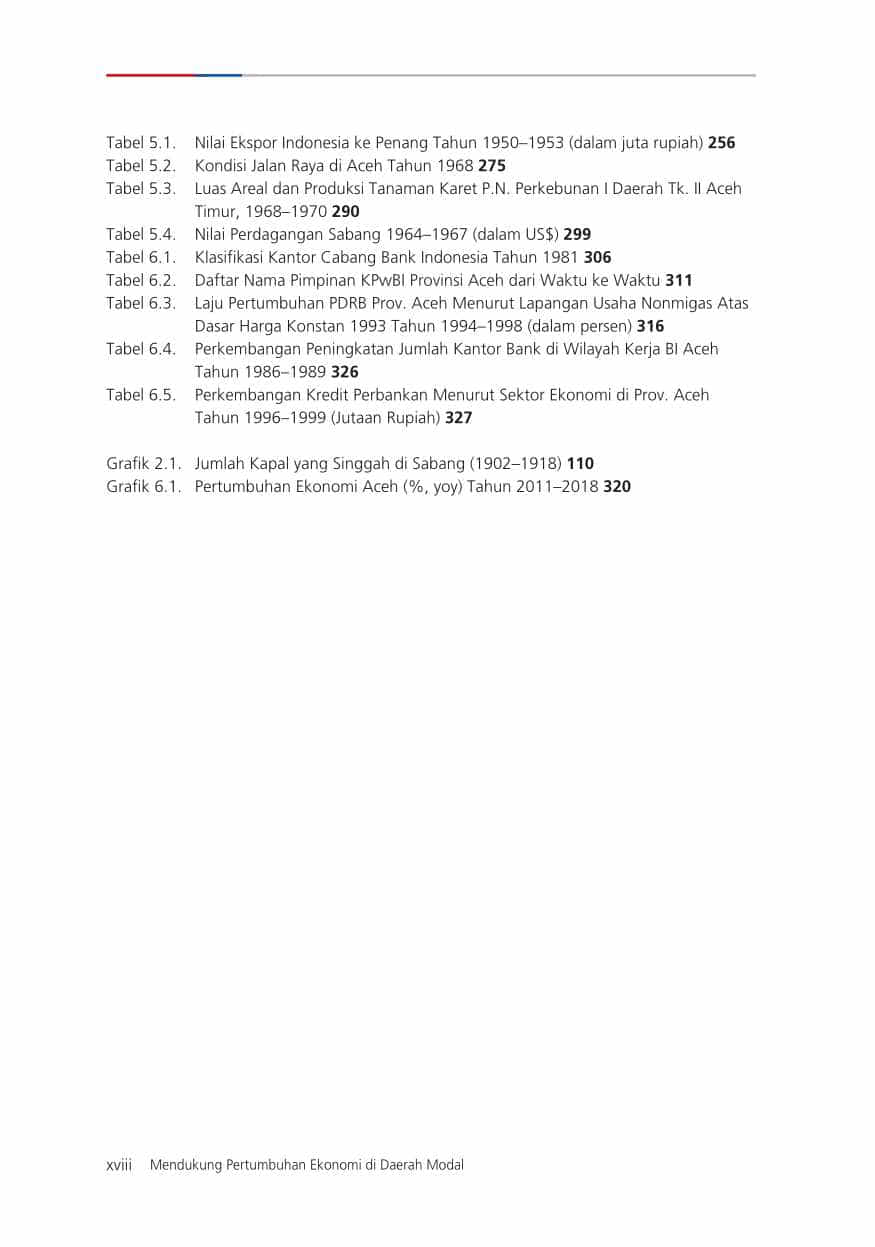 Tabel 5.1. Nilai Ekspor Indonesia ke Penang Tahun 1950–1953 (dalam juta rupiah) 256
Tabel 5.2. Kondisi Jalan Raya di Aceh Tahun 1968 275
Tabel 5.3. Luas Areal dan Produksi Tanaman Karet P.N. Perkebunan I Daerah Tk. II Aceh
Timur, 1968–1970 290
Tabel 5.4. Nilai Perdagangan Sabang 1964–1967 (dalam US$) 299
Tabel 6.1. Klasifikasi Kantor Cabang Bank Indonesia Tahun 1981 306
Tabel 6.2. Daftar Nama Pimpinan KPwBI Provinsi Aceh dari Waktu ke Waktu 311
Tabel 6.3. Laju Pertumbuhan PDRB Prov. Aceh Menurut Lapangan Usaha Nonmigas Atas
Dasar Harga Konstan 1993 Tahun 1994–1998 (dalam persen) 316
Tabel 6.4. Perkembangan Peningkatan Jumlah Kantor Bank di Wilayah Kerja BI Aceh
Tahun 1986–1989 326
Tabel 6.5. Perkembangan Kredit Perbankan Menurut Sektor Ekonomi di Prov. Aceh
Tahun 1996–1999 (Jutaan Rupiah) 327
Grafik 2.1. Jumlah Kapal yang Singgah di Sabang (1902–1918) 110
Grafik 6.1. Pertumbuhan Ekonomi Aceh (%, yoy) Tahun 2011–2018 320
xviii Mendukung Pertumbuhan Ekonomi di Daerah Modal